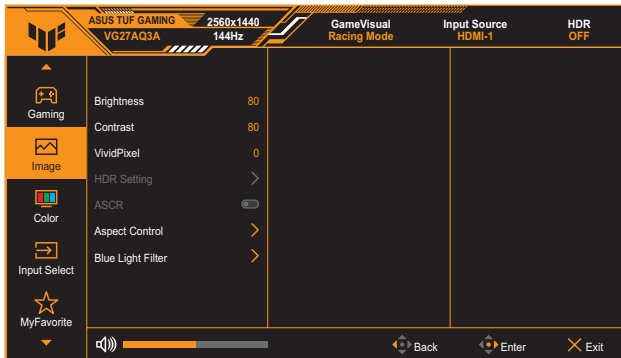 ASUS TUF GAMING 2560x1440
VG27AQ3A 144Hz
GameVisual
Racing Mode
Input Source
HDMI-1
HDR
OFF
Gaming
Image
Color
Input Select
MyFavorite
Brightness 80
Contrast 80
VividPixel 0
HDR Setting
ASCR
Aspect Control
Blue Light Filter
Back
Enter
Exit